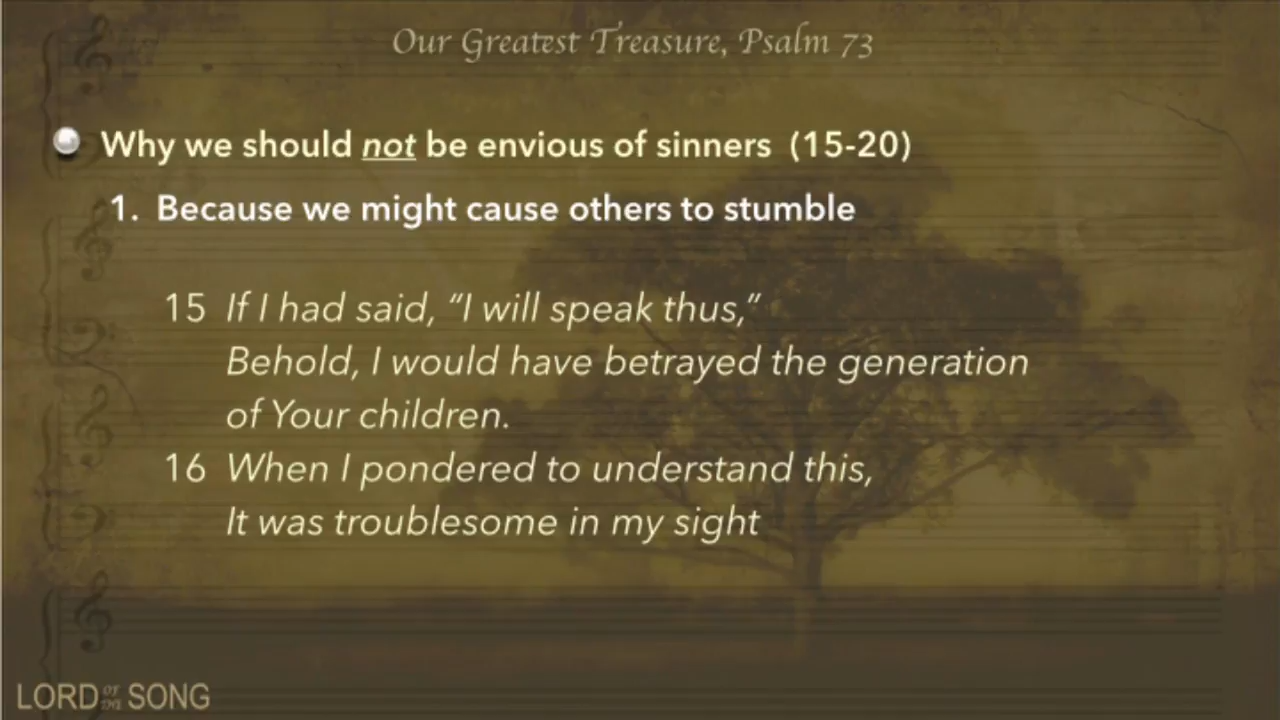 Our Greatest Treasure, Psalm 73
Why we should not be envious of sinners (15-20)
1. Because we might cause others to stumble
15 If I had said, “I will speak thus,”
Behold, I would have betrayed the generation
of Your children.
16 When I pondered to understand this,
It was troublesome in my sight
LORD OF THE SONG